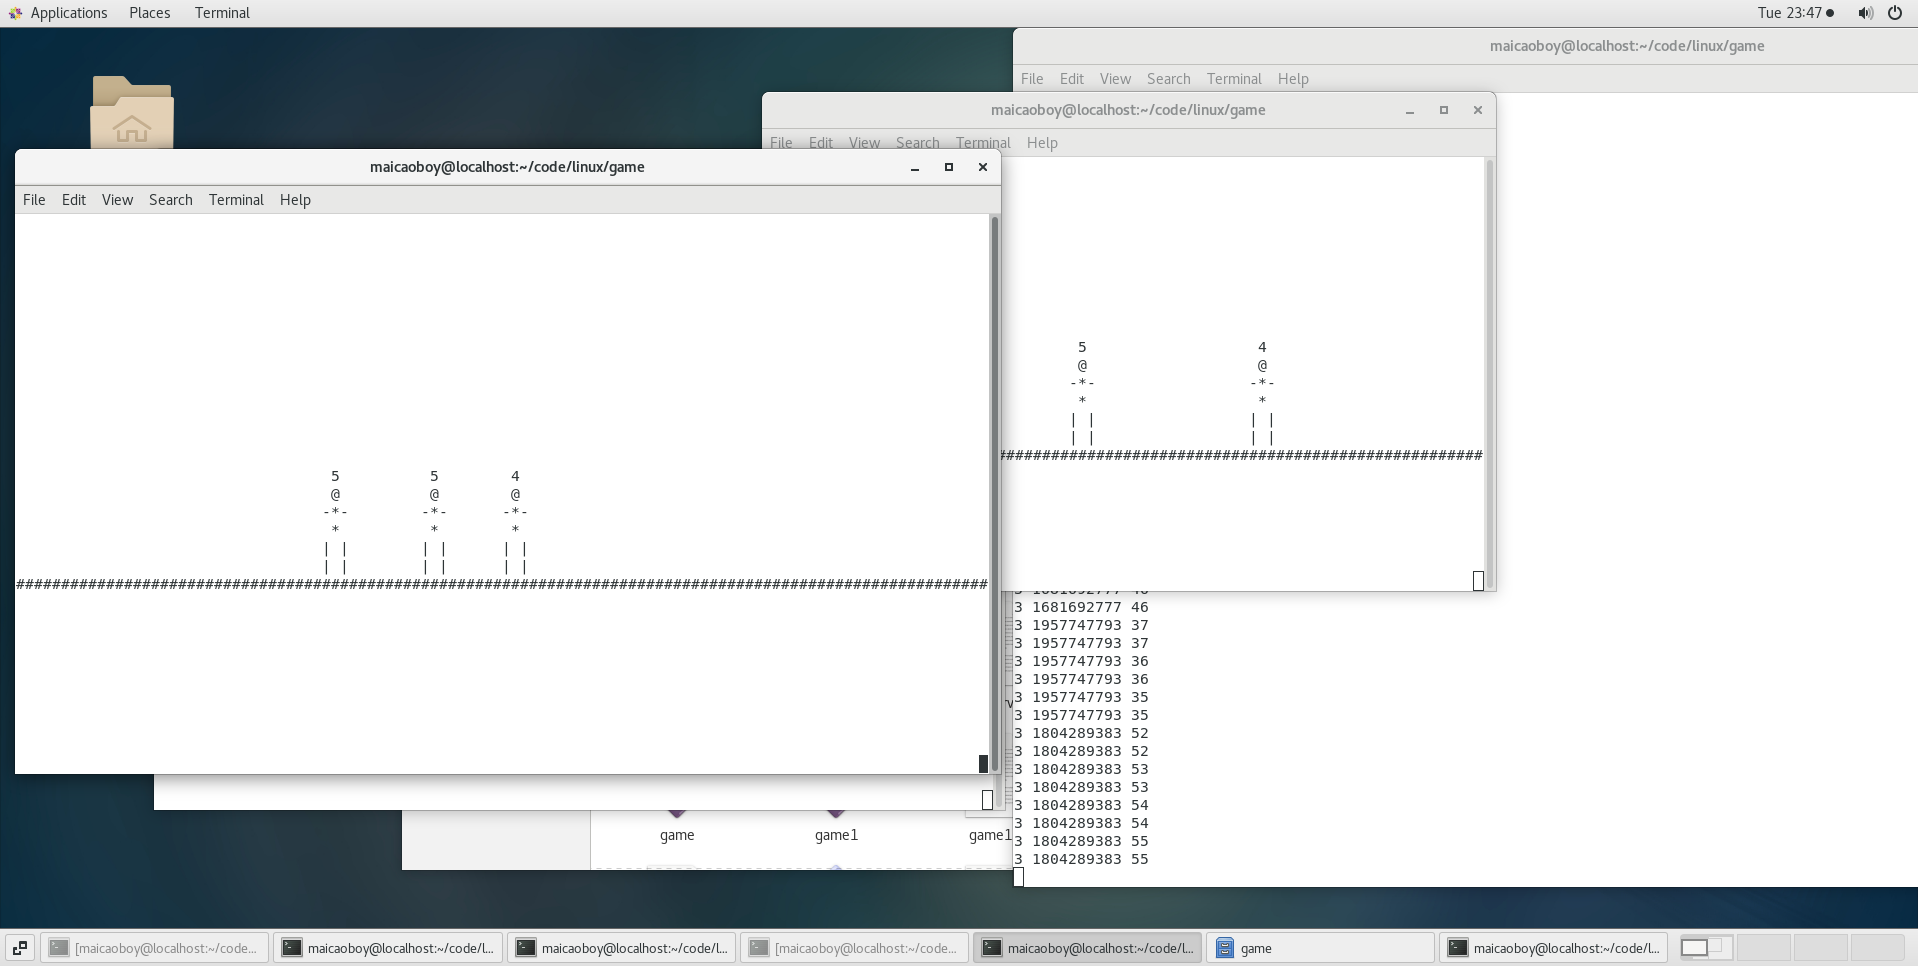 Applications Places Terminal Tue 23:47
maicaoboy@localhost:~/code/linux/game
File Edit View Search Terminal Help
maicaoboy@localhost:~/code/linux/game
File Edit View Search Terminal Help
maicaoboy@localhost:~/code/linux/game
File Edit View Search Terminal Help
5 4
@ @
-*- -*-
* *
| | | |
| | | |
#####################################################
5 5 4
@ @ @
-*- -*- -*-
* * *
| | | | | |
| | | | | |
############################################################################################################
3 1681692777 46
3 1957747793 37
3 1957747793 37
3 1957747793 36
3 1957747793 36
3 1957747793 35
3 1957747793 35
3 1804289383 52
3 1804289383 52
3 1804289383 53
3 1804289383 53
3 1804289383 54
3 1804289383 54
3 1804289383 55
3 1804289383 55
game game1 game1
[maicaoboy@localhost:~/code... maicaoboy@localhost:~/code/l... maicaoboy@localhost:~/code/l... [maicaoboy@localhost:~/code... maicaoboy@localhost:~/code/l... game maicaoboy@localhost:~/code/l...